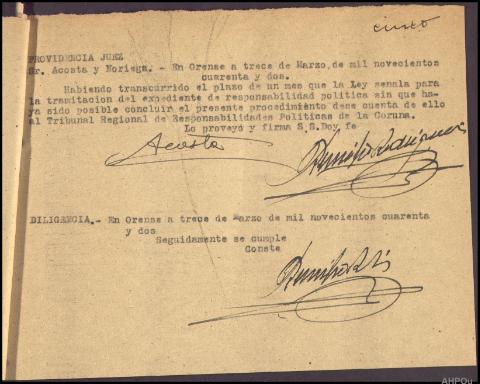 cinco
PROVIDENCIA JUEZ
Sr. Acosta y Noriega. - En Orense a trece de Marzo de mil novecientos
cuarenta y dos.
Habiendo transcurrido el plazo de un mes que la Ley senala para
la tramitacion del expediente de responsabilidad politica sin que ha-
ya sido posible concluir el presente procedimiento dese cuenta de ello
al Tribunal Regional de Responsabilidades Politicas de la Coruna.
Lo proveyo y firma S.S.Doy fe
Acosta
DILIGENCIA.- En Orense a trece de Marzo de mil novecientos cuarenta
y dos
Seguidamente se cumple
Conste
AHPOu